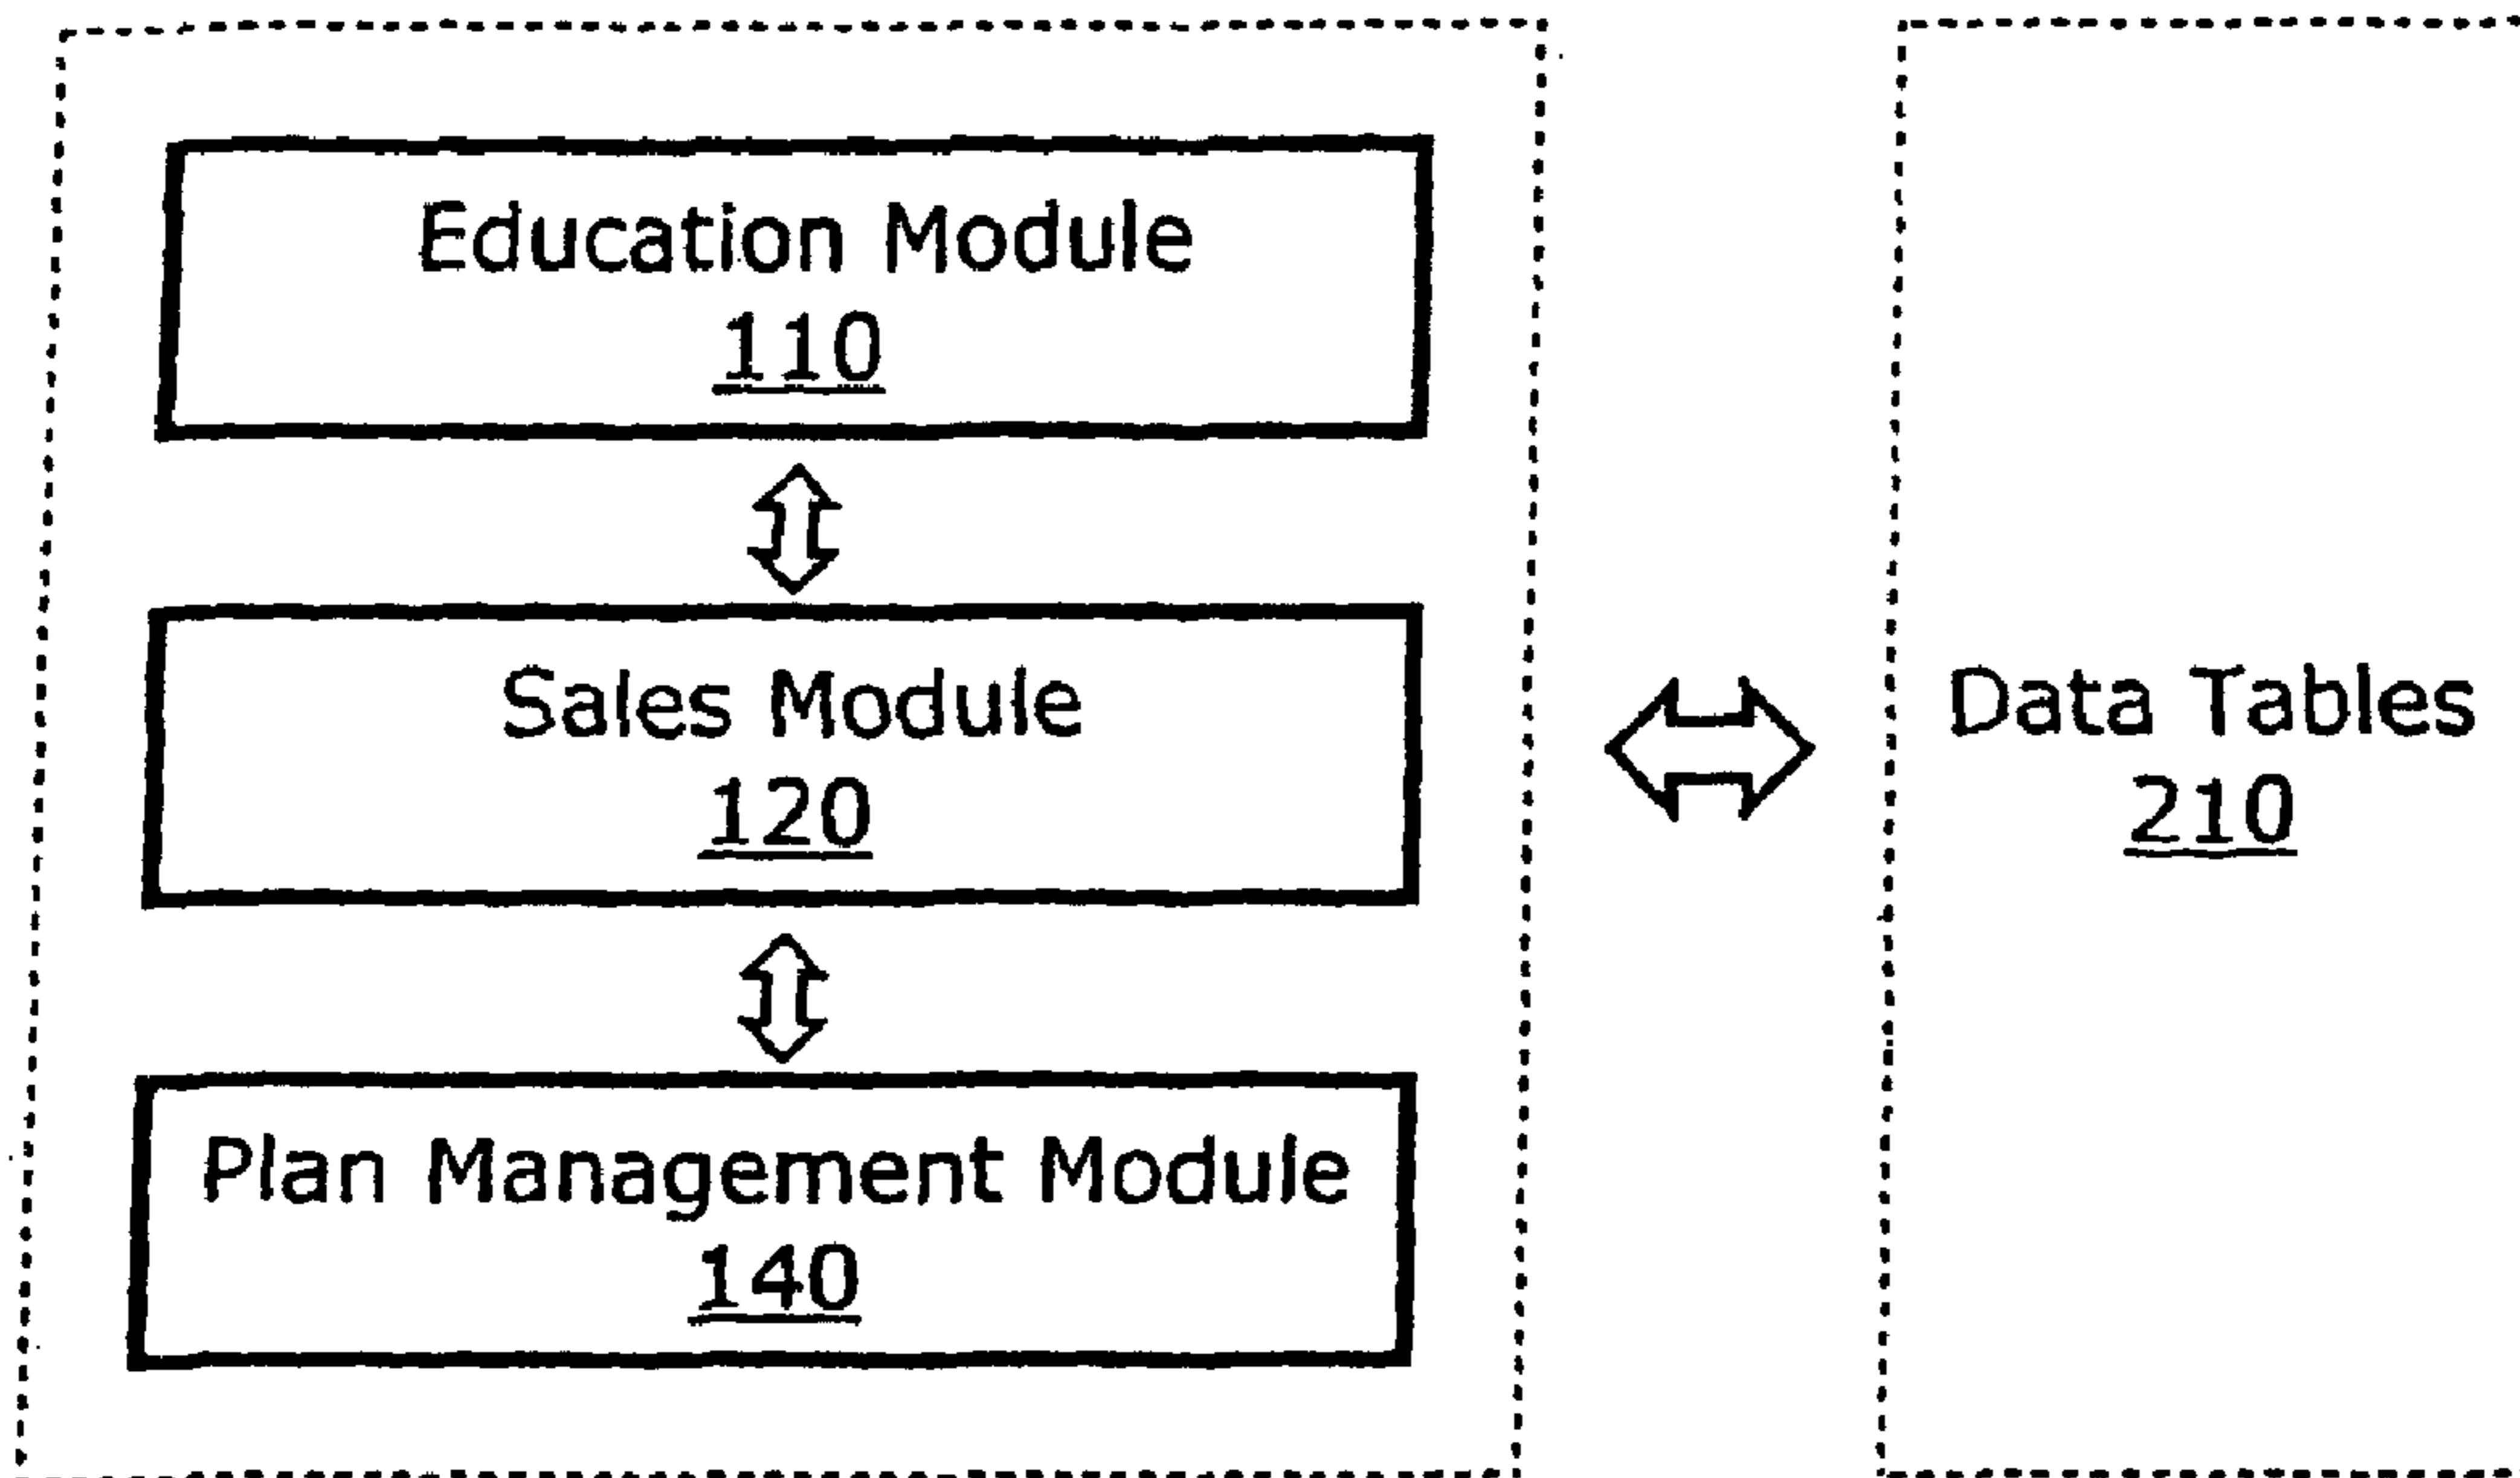 Education Module
110
Sales Module
120
Plan Management Module
140
Data Tables
210